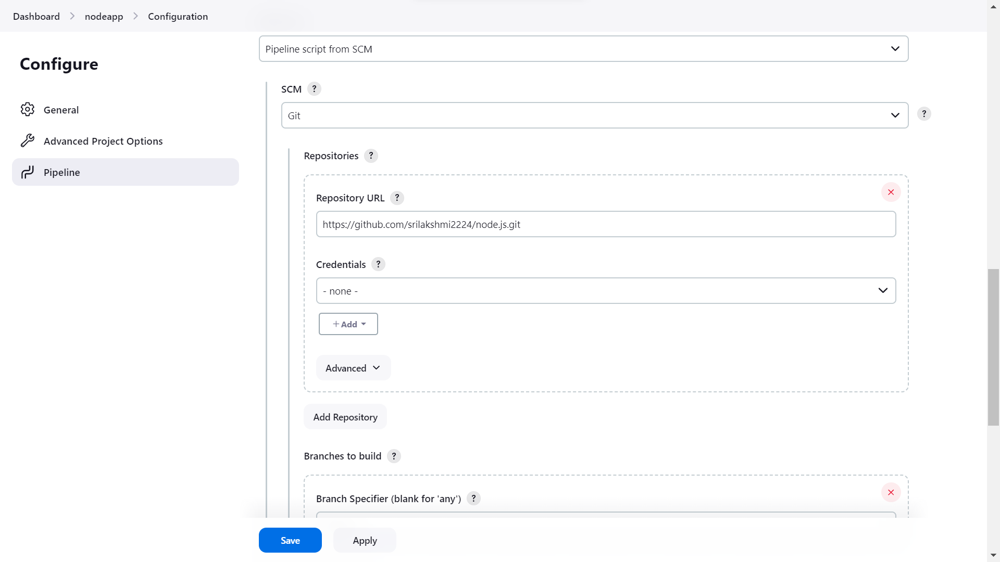 Dashboard
nodeapp
Configuration
Configure
General
Advanced Project Options
Pipeline
Pipeline script from SCM
SCM ?
Git
?
Repositories ?
Repository URL ?
https://github.com/srilakshmi2224/node.js.git
Credentials ?
- none -
+ Add
Advanced
Add Repository
Branches to build ?
Branch Specifier (blank for 'any') ?
Save
Apply